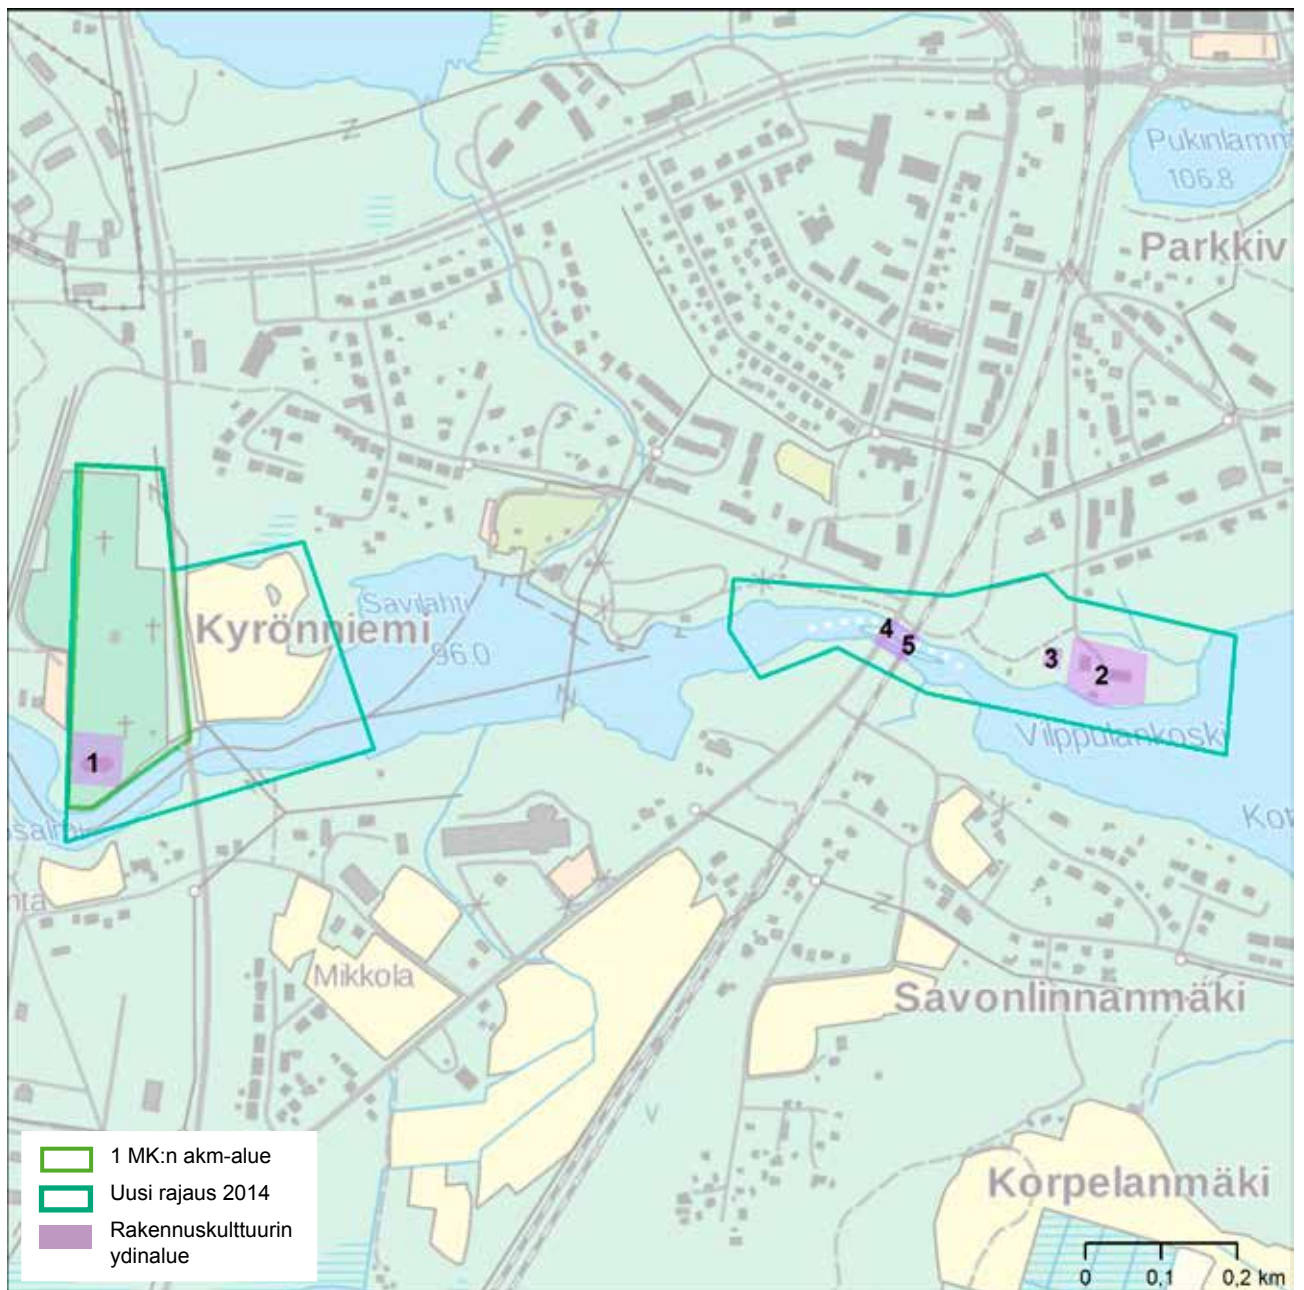 Pukinlamm
106.8
Parkkiv
Kyrönniemi
Savilahti
96.0
4
5
3
2
Vilppulankoski
1
salmi
Kot
nta
Mikkola
Savonlinnanmäki
Korpelanmäki
1 MK:n akm-alue
Uusi rajaus 2014
Rakennuskulttuurin
ydinalue
0 0,1 0,2 km